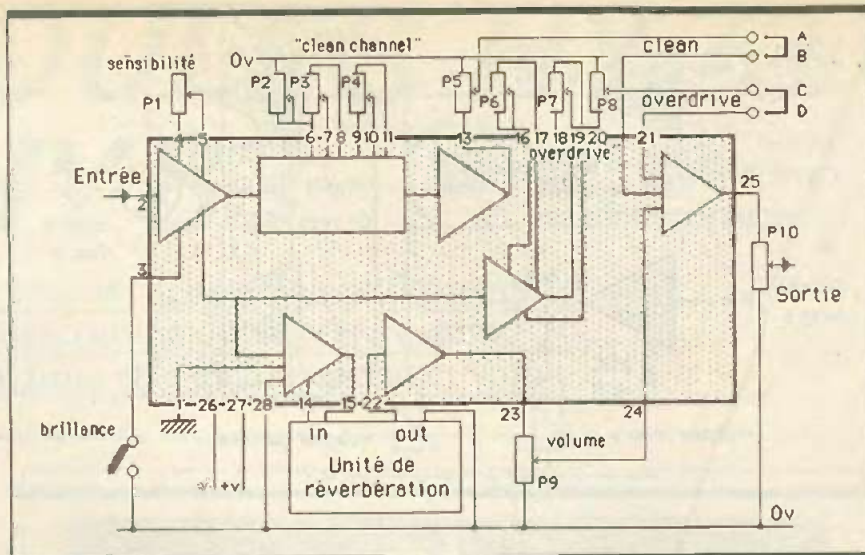 "clean channel"
sensibilité
0v
P1
P2
P3
P4
P5
P6
P7
P8
clean
A
B
C
D
overdrive
4 5
6 7 8 9 10 11
13
16 17 18 19 20
21
overdrive
Entrée
2
3
25
P10
Sortie
1 26 27 28
14
15 22
23
24
brillance
+v
in out
Unité de
réverbération
volume
P9
0v